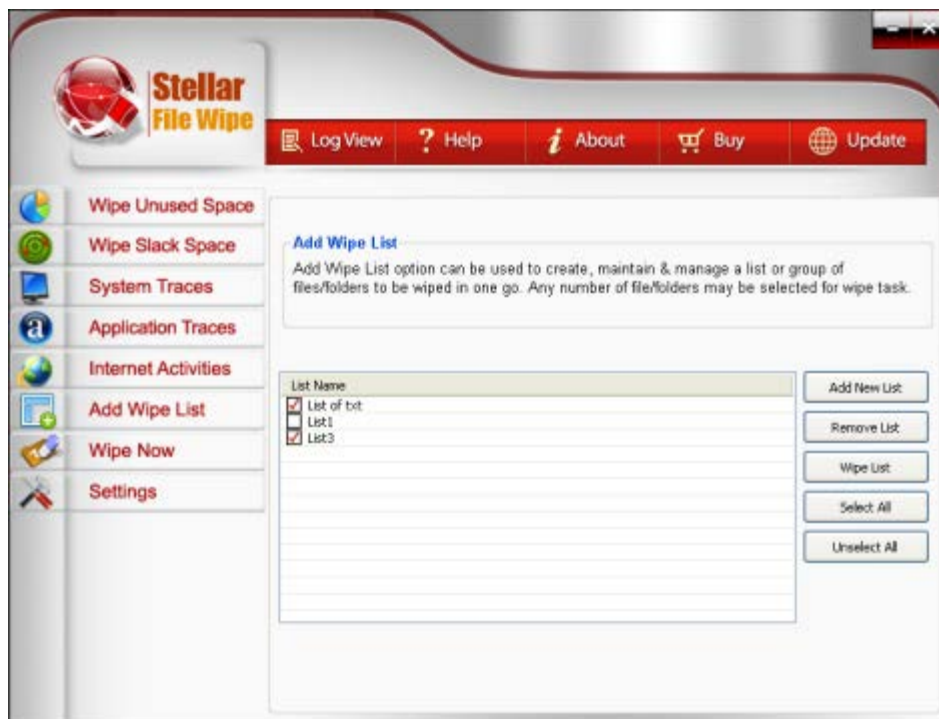 Stellar
File Wipe
Log View
Help
About
Buy
Update
Wipe Unused Space
Wipe Slack Space
System Traces
Application Traces
Internet Activities
Add Wipe List
Wipe Now
Settings
Add Wipe List
Add Wipe List option can be used to create, maintain & manage a list or group of
files/folders to be wiped in one go. Any number of file/folders may be selected for wipe task.
List Name
List of txt
List1
List3
Add New List
Remove List
Wipe List
Select All
Unselect All